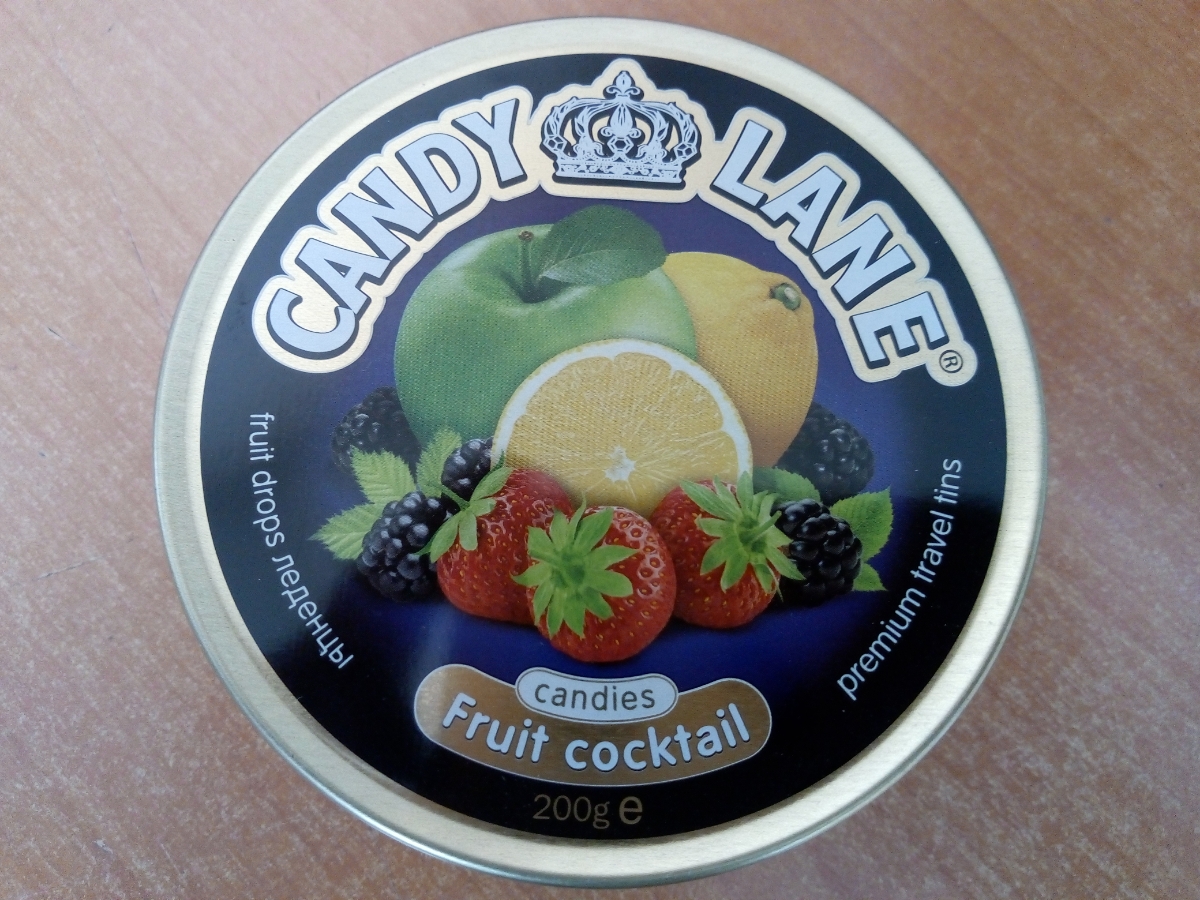 CANDY LANE®
fruit drops леденцы
premium travel tins
candies
Fruit cocktail
200g e